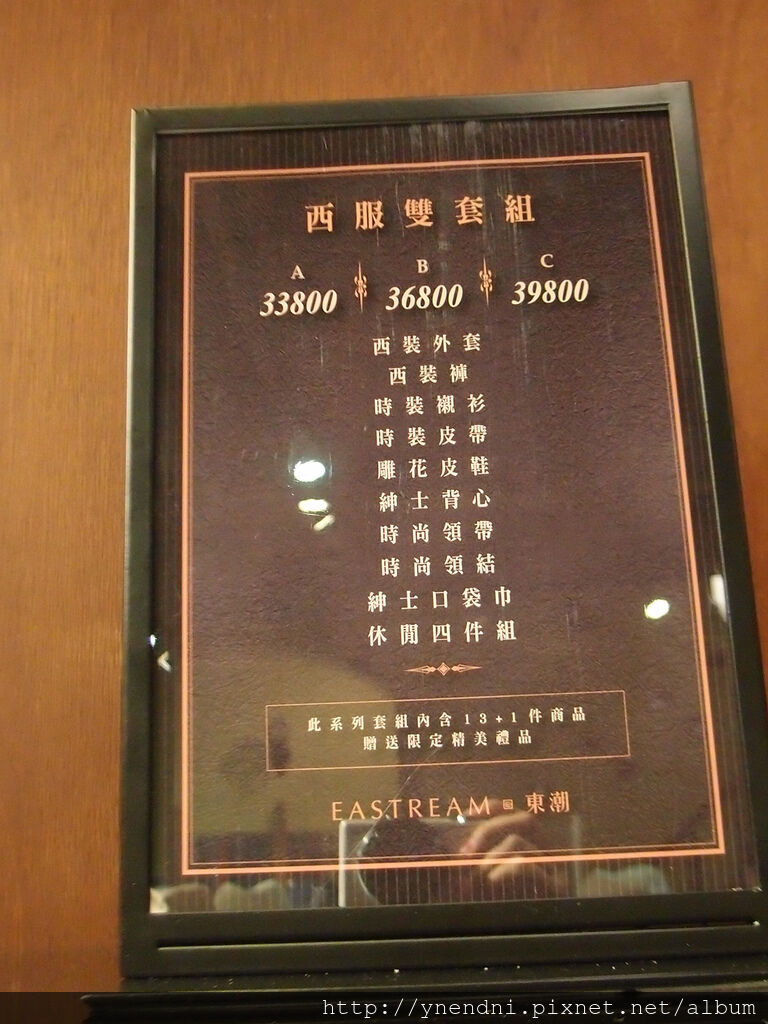 西服雙套組
A B C
33800 36800 39800
西裝外套
西裝褲
時裝襯衫
時裝皮帶
雕花皮鞋
紳士背心
時尚領帶
時尚領結
紳士口袋巾
休閒四件組
此系列套組內含13+1件商品
贈送限定精美禮品
EASTREAM 東潮
http://ynendni.pixnet.net/album